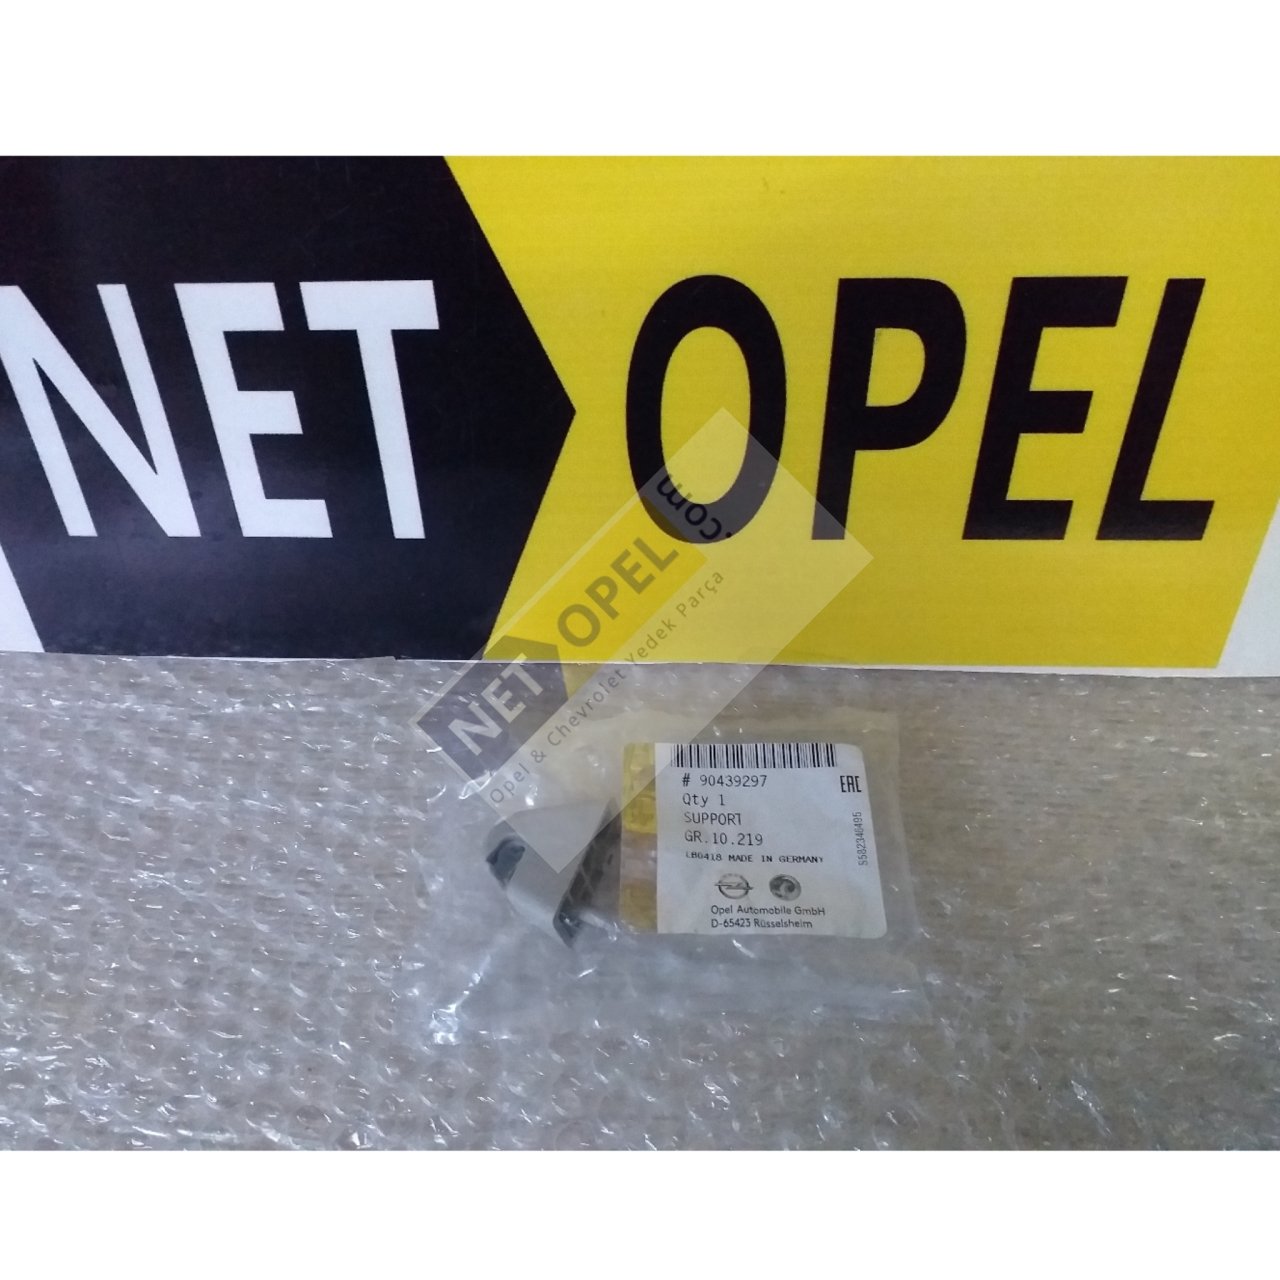 NET OPEL
NET OPEL .com
Opel & Chevrolet Yedek Parça
# 90439297
EAC
Qty 1
SUPPORT
GR.10.219
LB0418 MADE IN GERMANY
S582346495
Opel Automobile GmbH
D-65423 Rüsselsheim